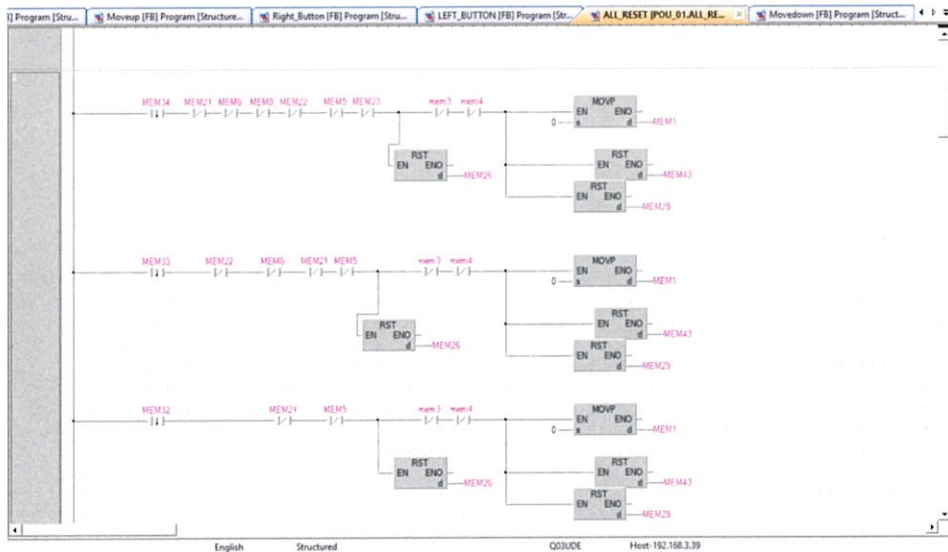 ] Program [Stru...
Moveup [FB] Program [Structure...
Right_Button [FB] Program [Stru...
LEFT_BUTTON [FB] Program [Str...
ALL_RESET [POU_01.ALL_RE...
Movedown [FB] Program [Struct...
MEM34 MEM21 MEM6 MEM22 MEM5 MEM23 mem3 mem4
MOVP
EN ENO
0 s d MEM1
RST
EN ENO
d MEM26
RST
EN ENO
d MEM43
RST
EN ENO
d MEM29
MEM33 MEM22 MEM6 MEM21 MEM5 mem3 mem4
MOVP
EN ENO
0 s d MEM1
RST
EN ENO
d MEM26
RST
EN ENO
d MEM43
RST
EN ENO
d MEM29
MEM32 MEM5 mem3 mem4
MOVP
EN ENO
0 s d MEM1
RST
EN ENO
d MEM26
RST
EN ENO
d MEM43
RST
EN ENO
d MEM29
English Structured Q03UDE Host-192.168.3.39